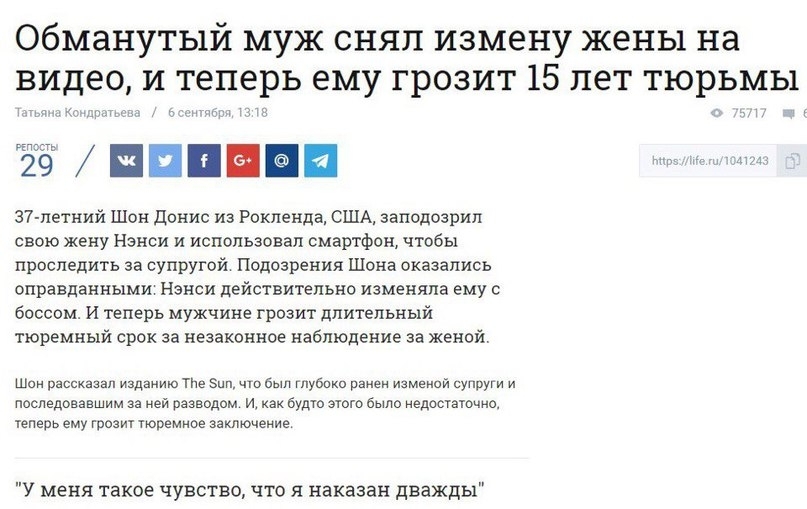 Обманутый муж снял измену жены на
видео, и теперь ему грозит 15 лет тюрьмы
Татьяна Кондратьева / 6 сентября, 13:18
75717
6
РЕПОСТЫ
29
https://life.ru/1041243
37-летний Шон Донис из Рокленда, США, заподозрил
свою жену Нэнси и использовал смартфон, чтобы
проследить за супругой. Подозрения Шона оказались
оправданными: Нэнси действительно изменяла ему с
боссом. И теперь мужчине грозит длительный
тюремный срок за незаконное наблюдение за женой.
Шон рассказал изданию The Sun, что был глубоко ранен изменой супруги и
последовавшим за ней разводом. И, как будто этого было недостаточно,
теперь ему грозит тюремное заключение.
"У меня такое чувство, что я наказан дважды"